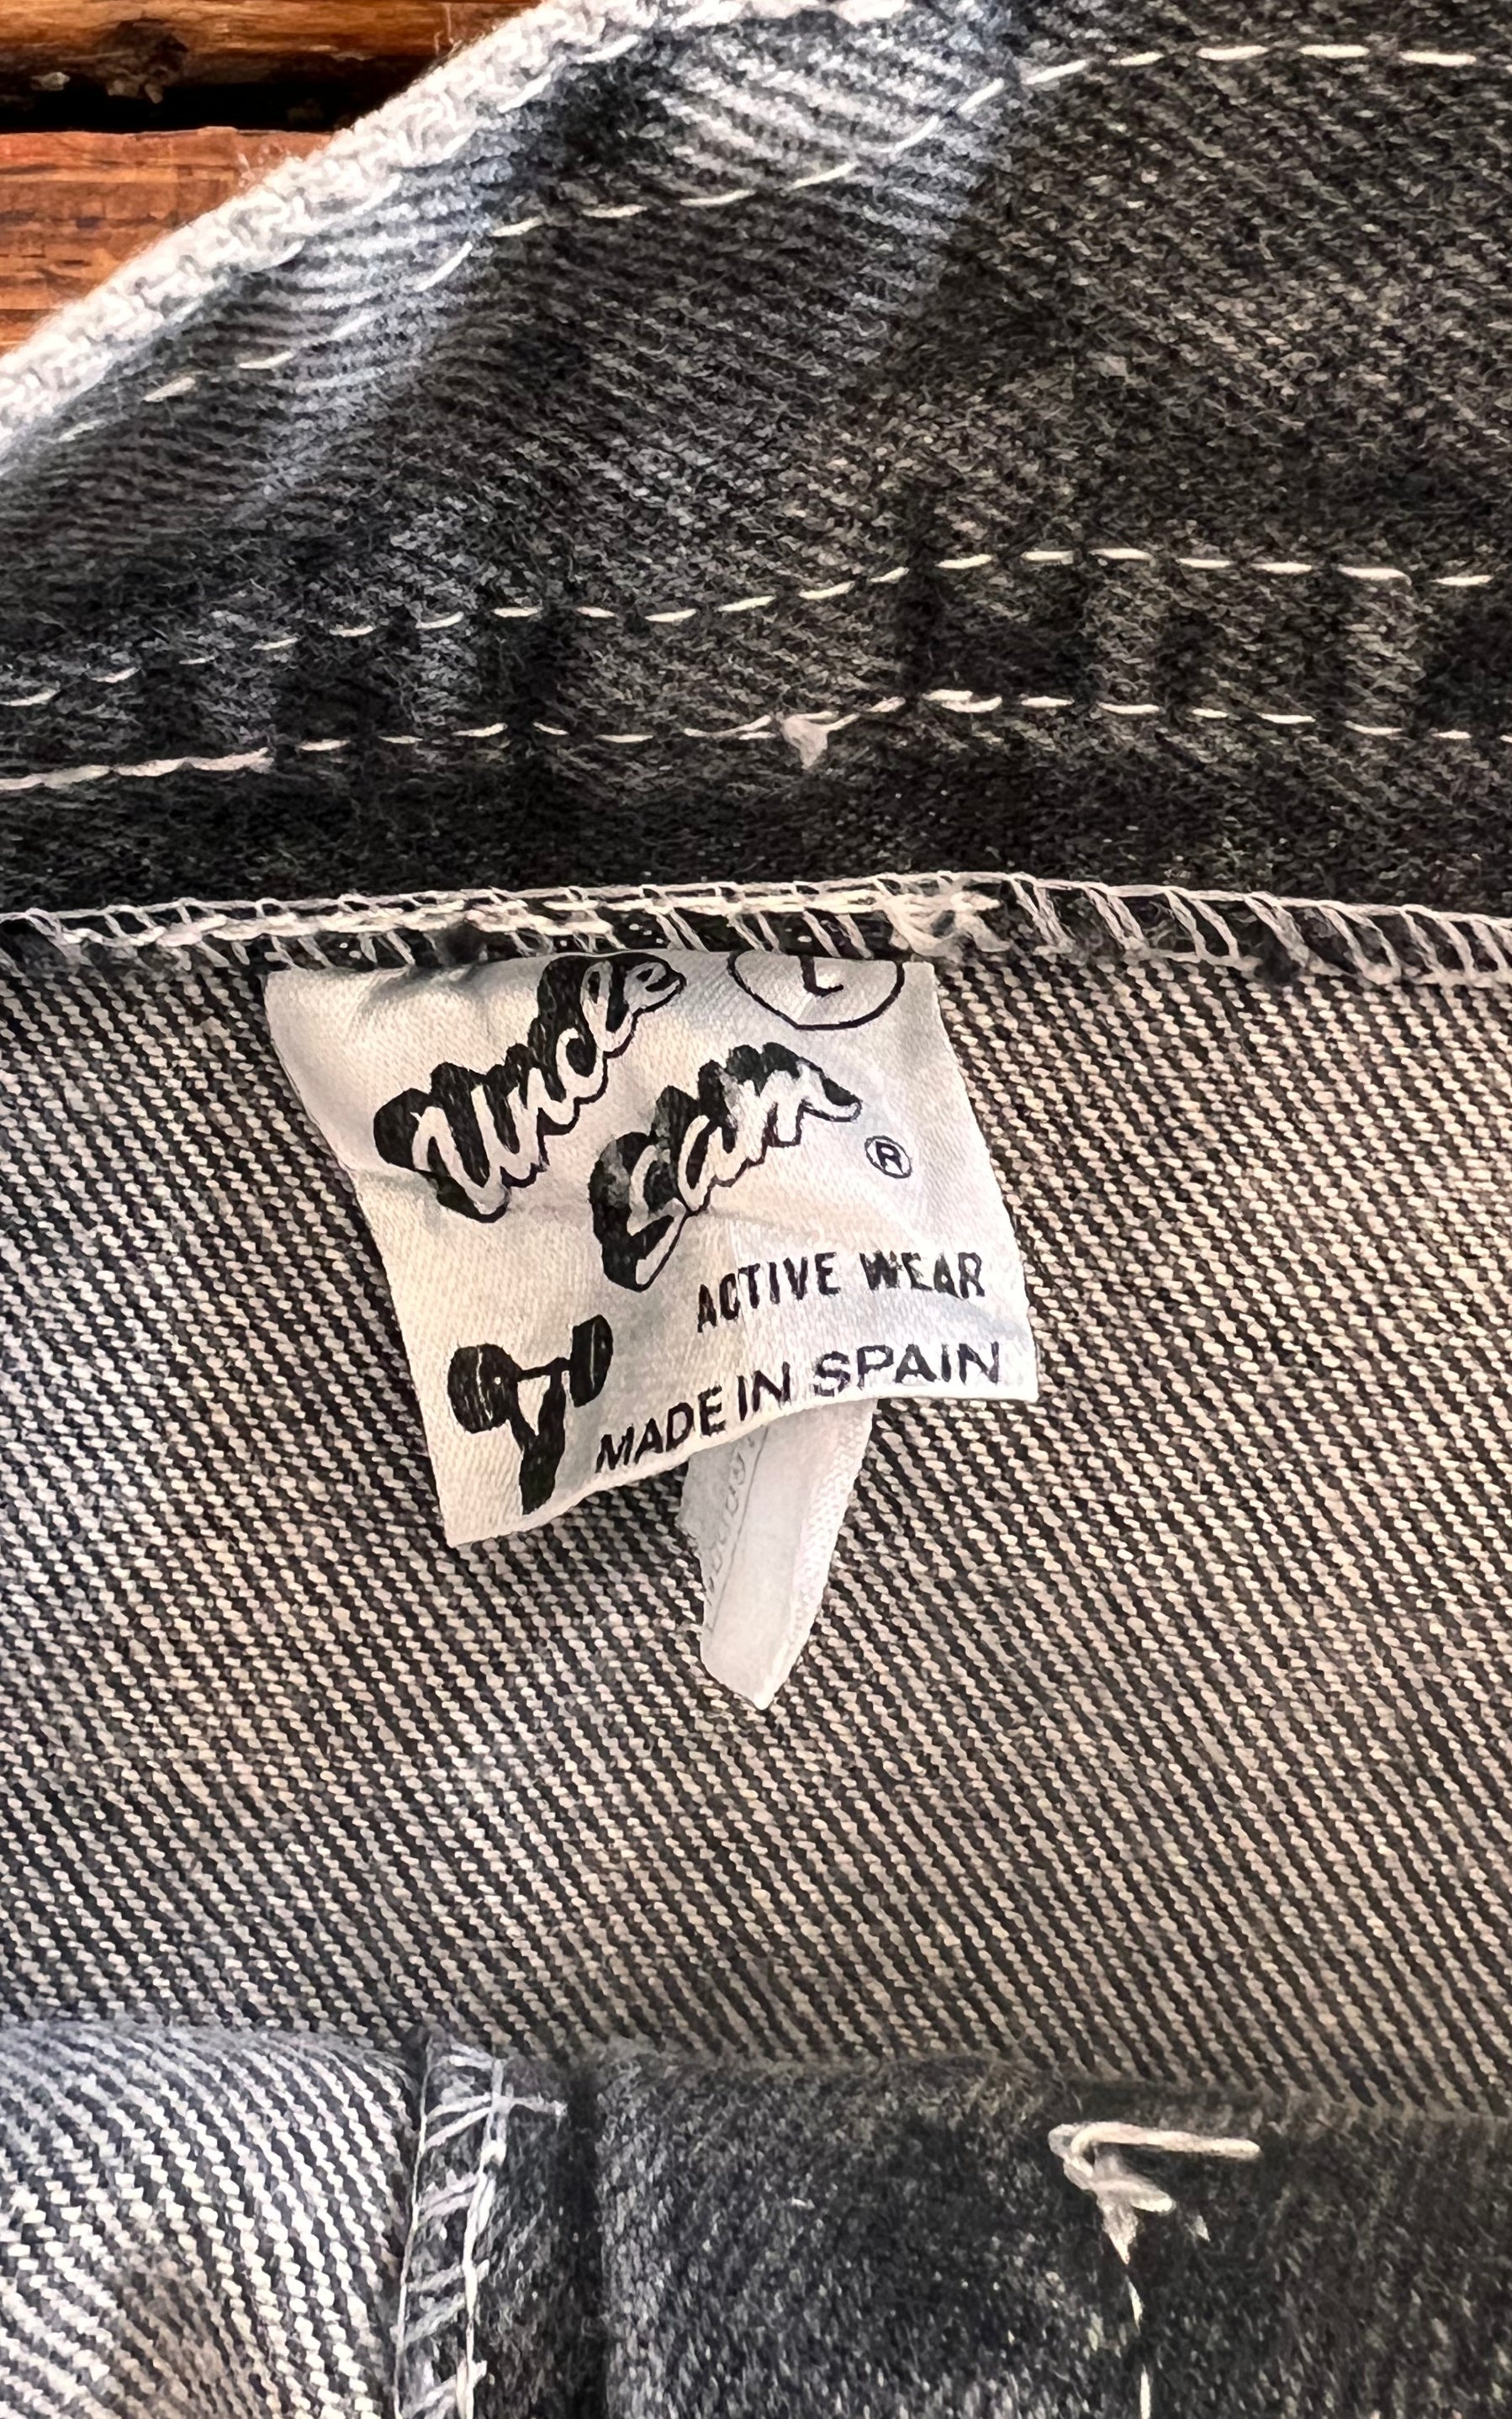 Uncle L
Sam ®
ACTIVE WEAR
MADE IN SPAIN